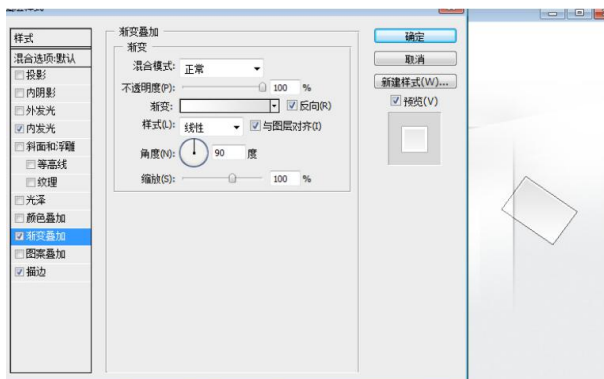 样式
混合选项:默认
投影
内阴影
外发光
内发光
斜面和浮雕
等高线
纹理
光泽
颜色叠加
渐变叠加
图案叠加
描边
渐变叠加
渐变
混合模式: 正常
不透明度(P): 100 %
渐变: 反向(R)
样式(L): 线性 与图层对齐(I)
角度(N): 90 度
缩放(S): 100 %
确定
取消
新建样式(W)...
预览(V)